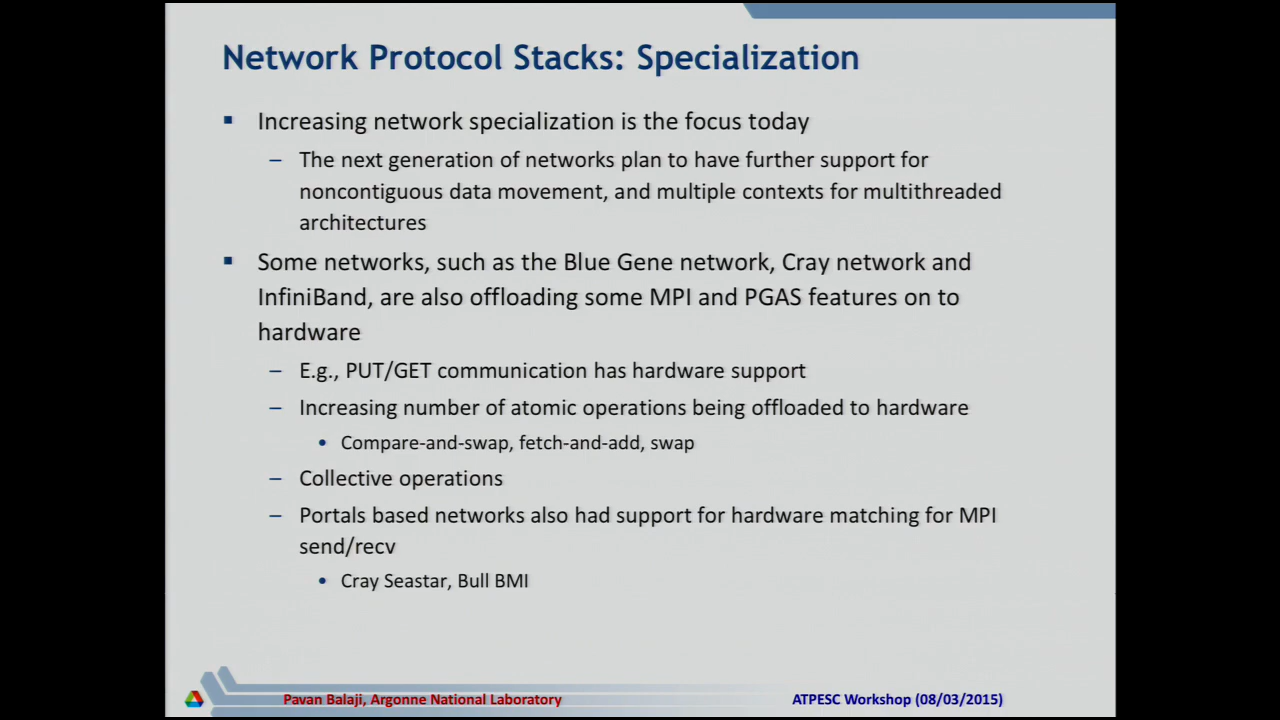 Network Protocol Stacks: Specialization
Increasing network specialization is the focus today
– The next generation of networks plan to have further support for
noncontiguous data movement, and multiple contexts for multithreaded
architectures
Some networks, such as the Blue Gene network, Cray network and
InfiniBand, are also offloading some MPI and PGAS features on to
hardware
– E.g., PUT/GET communication has hardware support
– Increasing number of atomic operations being offloaded to hardware
• Compare-and-swap, fetch-and-add, swap
– Collective operations
– Portals based networks also had support for hardware matching for MPI
send/recv
• Cray Seastar, Bull BMI
Pavan Balaji, Argonne National Laboratory
ATPESC Workshop (08/03/2015)